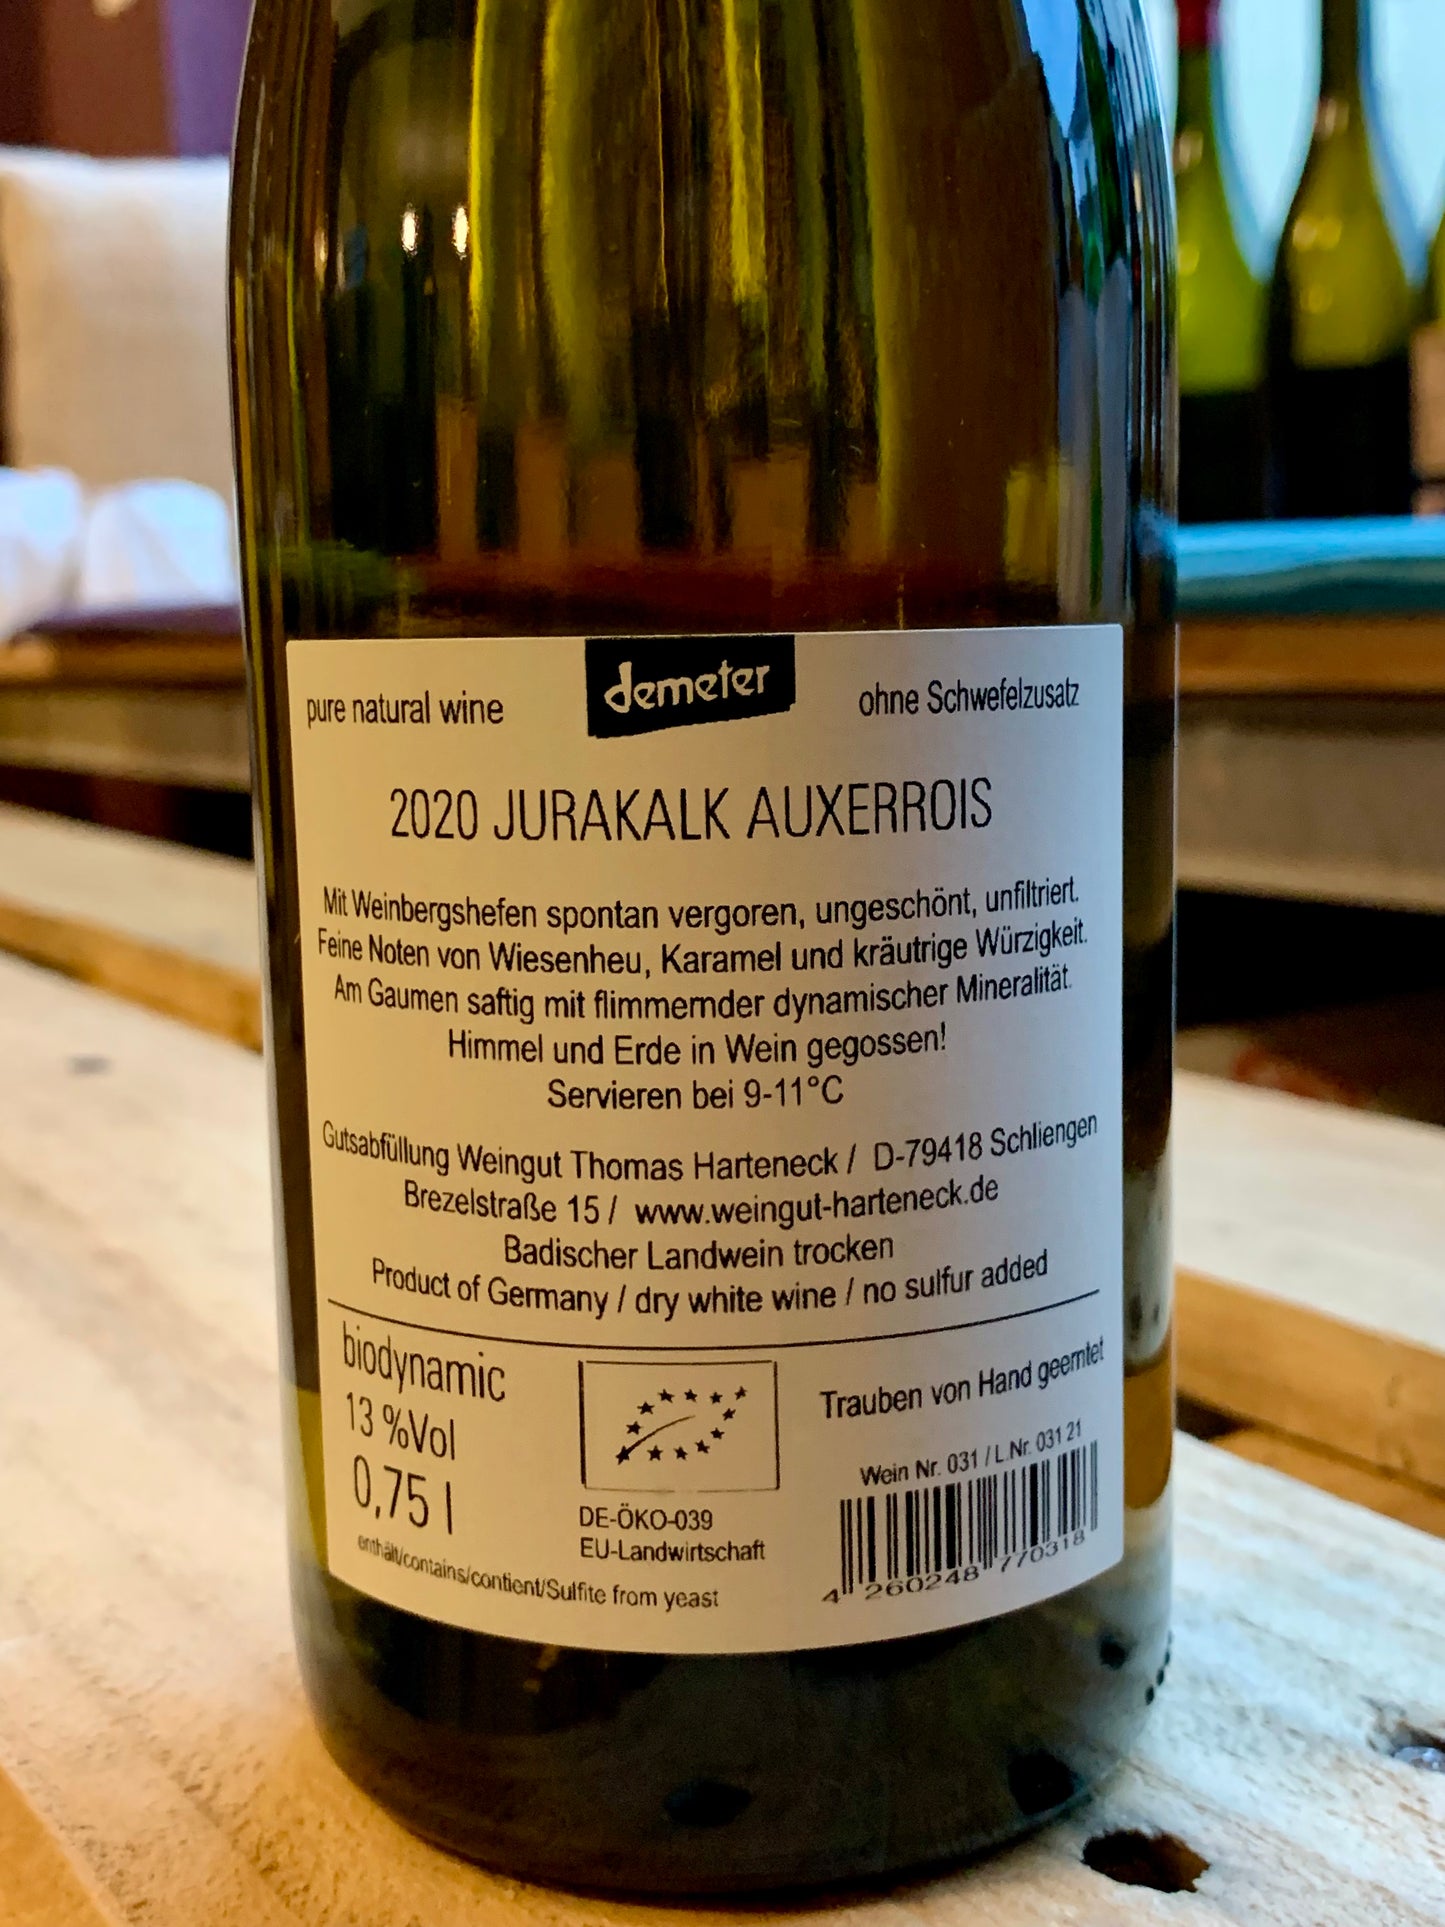 pure natural wine
demeter
ohne Schwefelzusatz
2020 JURAKALK AUXERROIS
Mit Weinbergshefen spontan vergoren, ungeschönt, unfiltriert.
Feine Noten von Wiesenheu, Karamel und kräutrige Würzigkeit.
Am Gaumen saftig mit flimmernder dynamischer Mineralität.
Himmel und Erde in Wein gegossen!
Servieren bei 9-11°C
Gutsabfüllung Weingut Thomas Harteneck / D-79418 Schliengen
Brezelstraße 15 / www.weingut-harteneck.de
Badischer Landwein trocken
Product of Germany / dry white wine / no sulfur added
biodynamic
13 %Vol
0,75 l
enthält/contains/contient/Sulfite from yeast
DE-ÖKO-039
EU-Landwirtschaft
Trauben von Hand geerntet
Wein Nr. 031 / L.Nr. 031 21
4 260248 770318